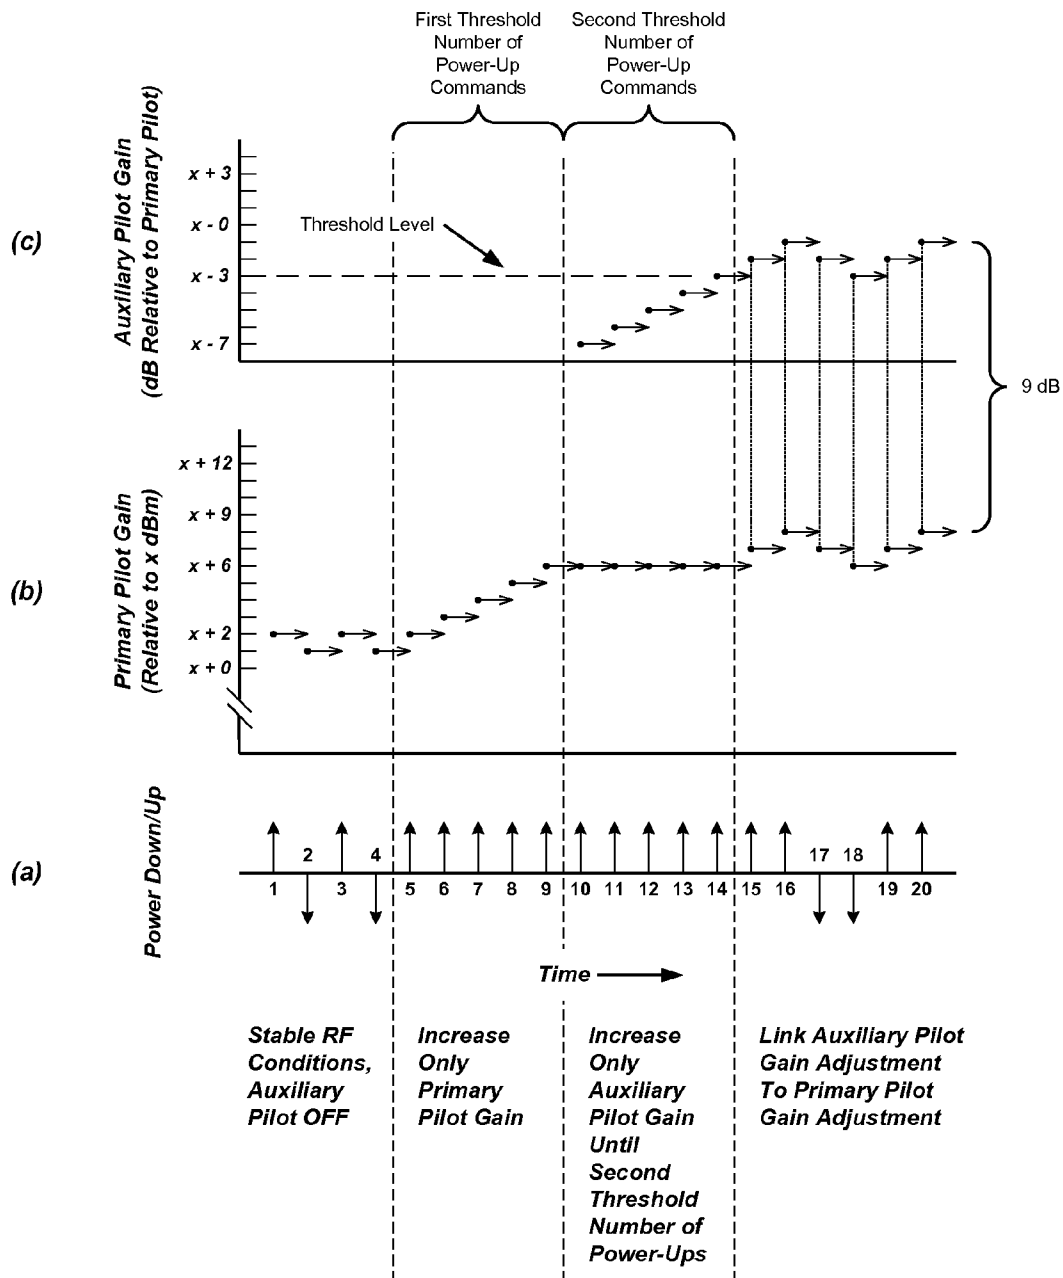 First Threshold
Number of
Power-Up
Commands
Second Threshold
Number of
Power-Up
Commands
(c)
Auxiliary Pilot Gain
(dB Relative to Primary Pilot)
x + 3
x - 0
x - 3
x - 7
Threshold Level
9 dB
(b)
Primary Pilot Gain
(Relative to x dBm)
x + 12
x + 9
x + 6
x + 2
x + 0
(a)
Power Down/Up
1
2
3
4
5
6
7
8
9
10
11
12
13
14
15
16
17
18
19
20
Time
Stable RF
Conditions,
Auxiliary
Pilot OFF
Increase
Only
Primary
Pilot Gain
Increase
Only
Auxiliary
Pilot Gain
Until
Second
Threshold
Number of
Power-Ups
Link Auxiliary Pilot
Gain Adjustment
To Primary Pilot
Gain Adjustment